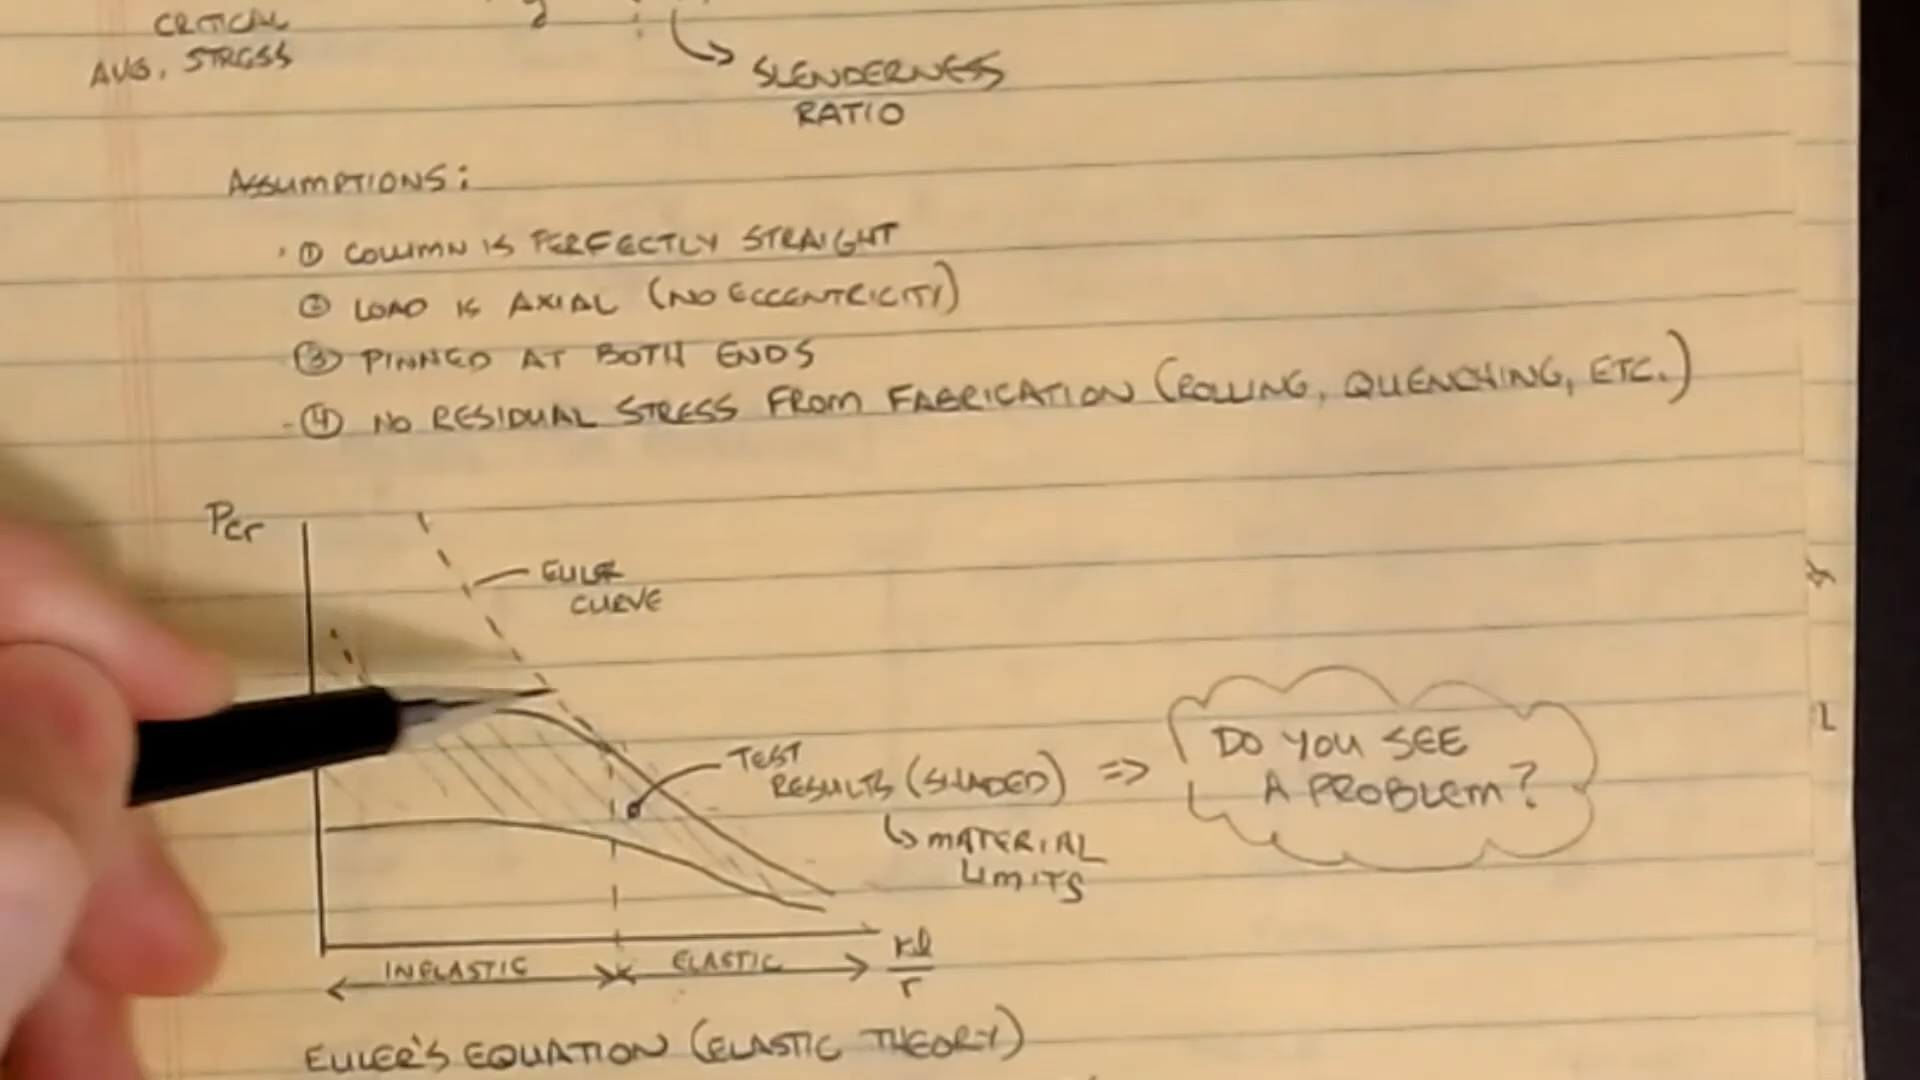 CRITICAL
AVG. STRESS
SLENDERNESS
RATIO
ASSUMPTIONS:
① COLUMN IS PERFECTLY STRAIGHT
② LOAD IS AXIAL (NO ECCENTRICITY)
③ PINNED AT BOTH ENDS
④ NO RESIDUAL STRESS FROM FABRICATION (ROLLING, QUENCHING, ETC.)
Pcr
EULER
CURVE
TEST
RESULTS (SHADED) =>
DO YOU SEE
A PROBLEM?
↳ MATERIAL
LIMITS
INELASTIC
ELASTIC
kl
r
EULER'S EQUATION (ELASTIC THEORY)